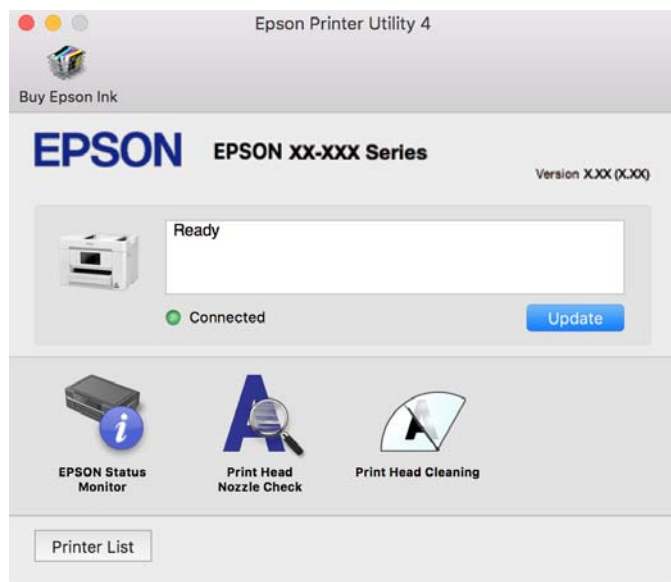 Epson Printer Utility 4
Buy Epson Ink
EPSON
EPSON XX-XXX Series
Version X.XX (X.XX)
Ready
Connected
Update
EPSON Status
Monitor
Print Head
Nozzle Check
Print Head Cleaning
Printer List